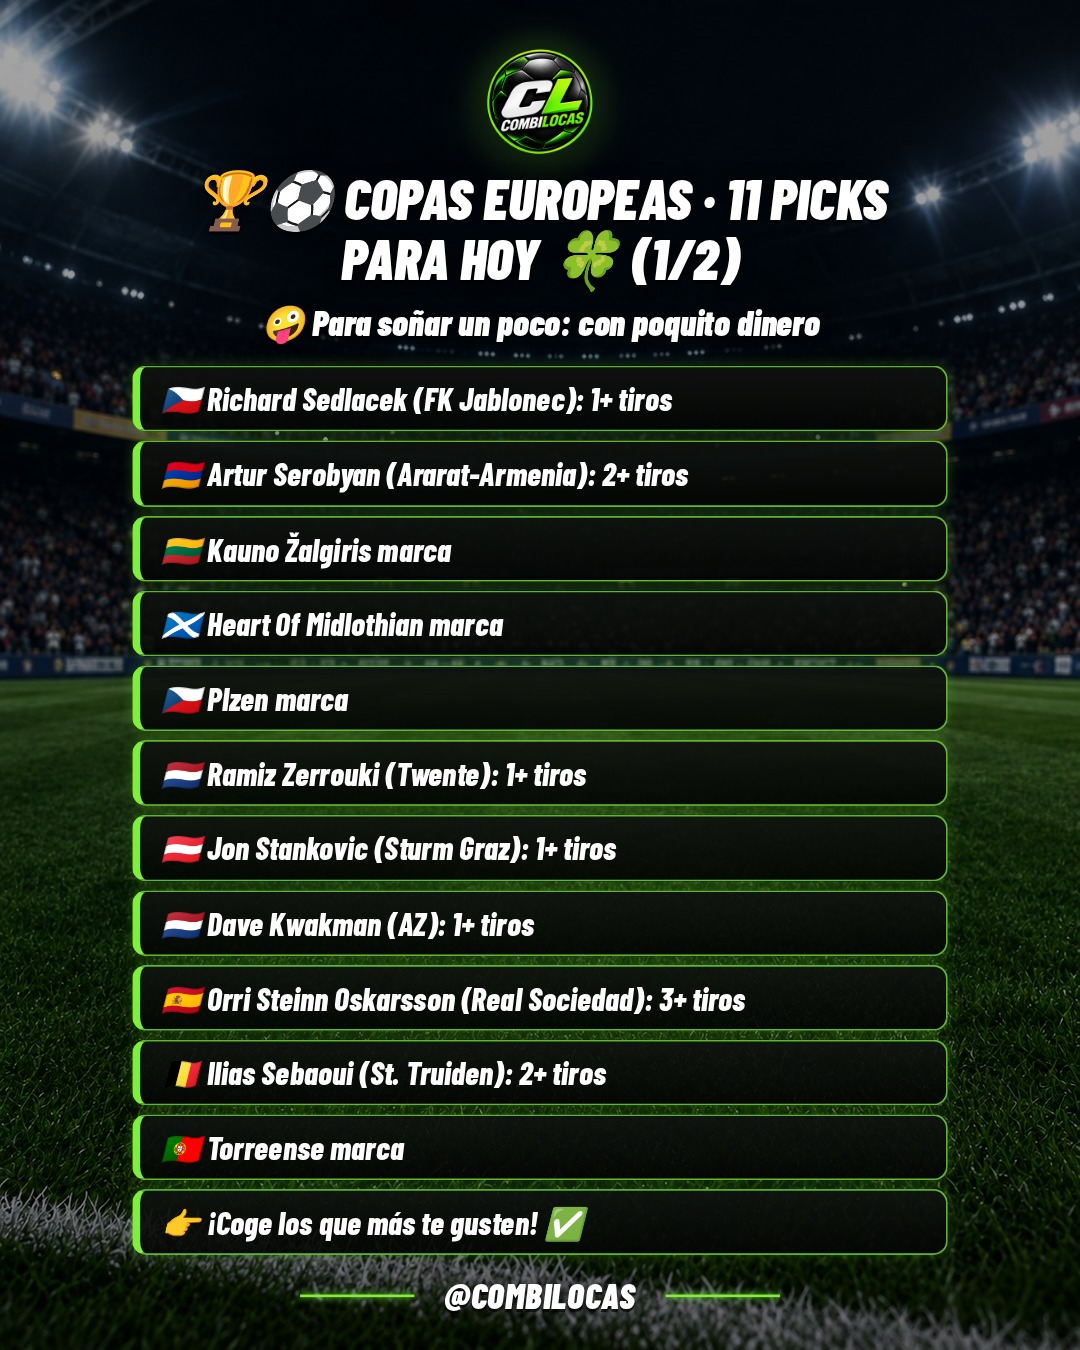 CL
COMBILOCAS
🏆⚽ COPAS EUROPEAS · 11 PICKS
PARA HOY 🍀 (1/2)
🤪 Para soñar un poco: con poquito dinero
🇨🇿 Richard Sedlacek (FK Jablonec): 1+ tiros
🇦🇲 Artur Serobyan (Ararat-Armenia): 2+ tiros
🇱🇹 Kauno Žalgiris marca
🏴󠁧󠁢󠁳󠁣󠁴󠁿 Heart Of Midlothian marca
🇨🇿 Plzen marca
🇳🇱 Ramiz Zerrouki (Twente): 1+ tiros
🇦🇹 Jon Stankovic (Sturm Graz): 1+ tiros
🇳🇱 Dave Kwakman (AZ): 1+ tiros
🇪🇸 Orri Steinn Oskarsson (Real Sociedad): 3+ tiros
🇧🇪 Ilias Sebaoui (St. Truiden): 2+ tiros
🇵🇹 Torreense marca
👉 ¡Coge los que más te gusten! ✅
@COMBILOCAS